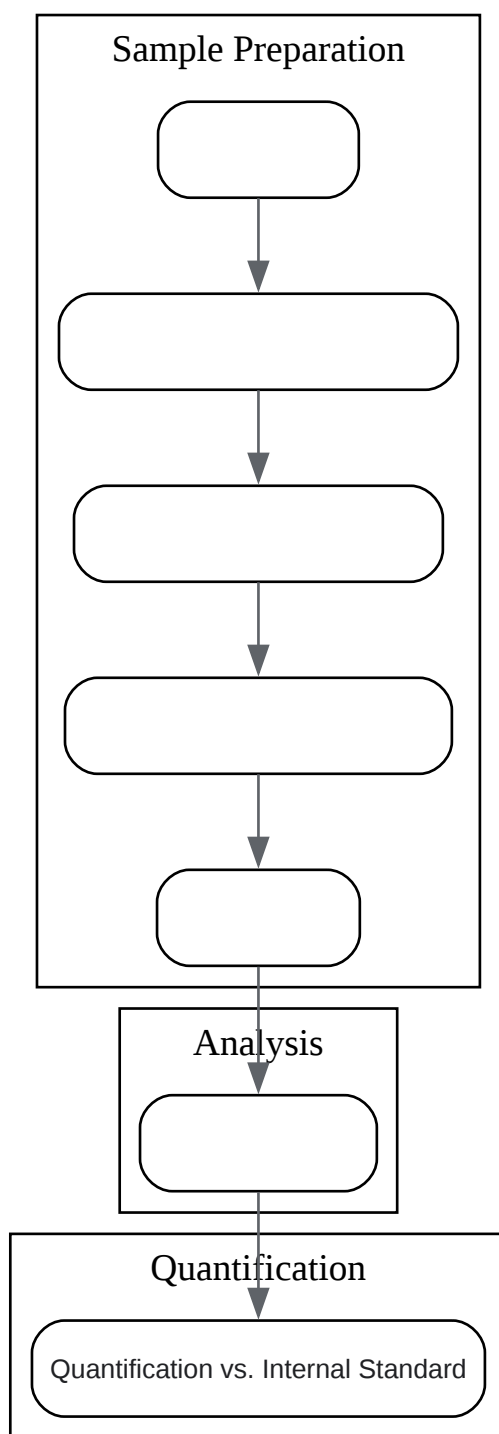 Sample Preparation
Analysis
Quantification
Quantification vs. Internal Standard